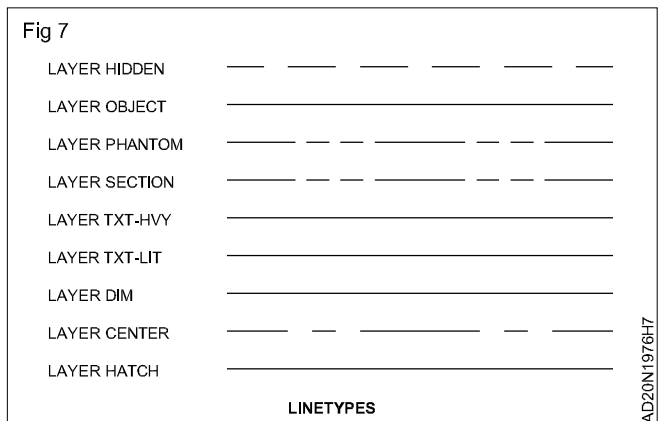 Fig 7
LAYER HIDDEN
LAYER OBJECT
LAYER PHANTOM
LAYER SECTION
LAYER TXT-HVY
LAYER TXT-LIT
LAYER DIM
LAYER CENTER
LAYER HATCH
LINETYPES
AD20N1976H7